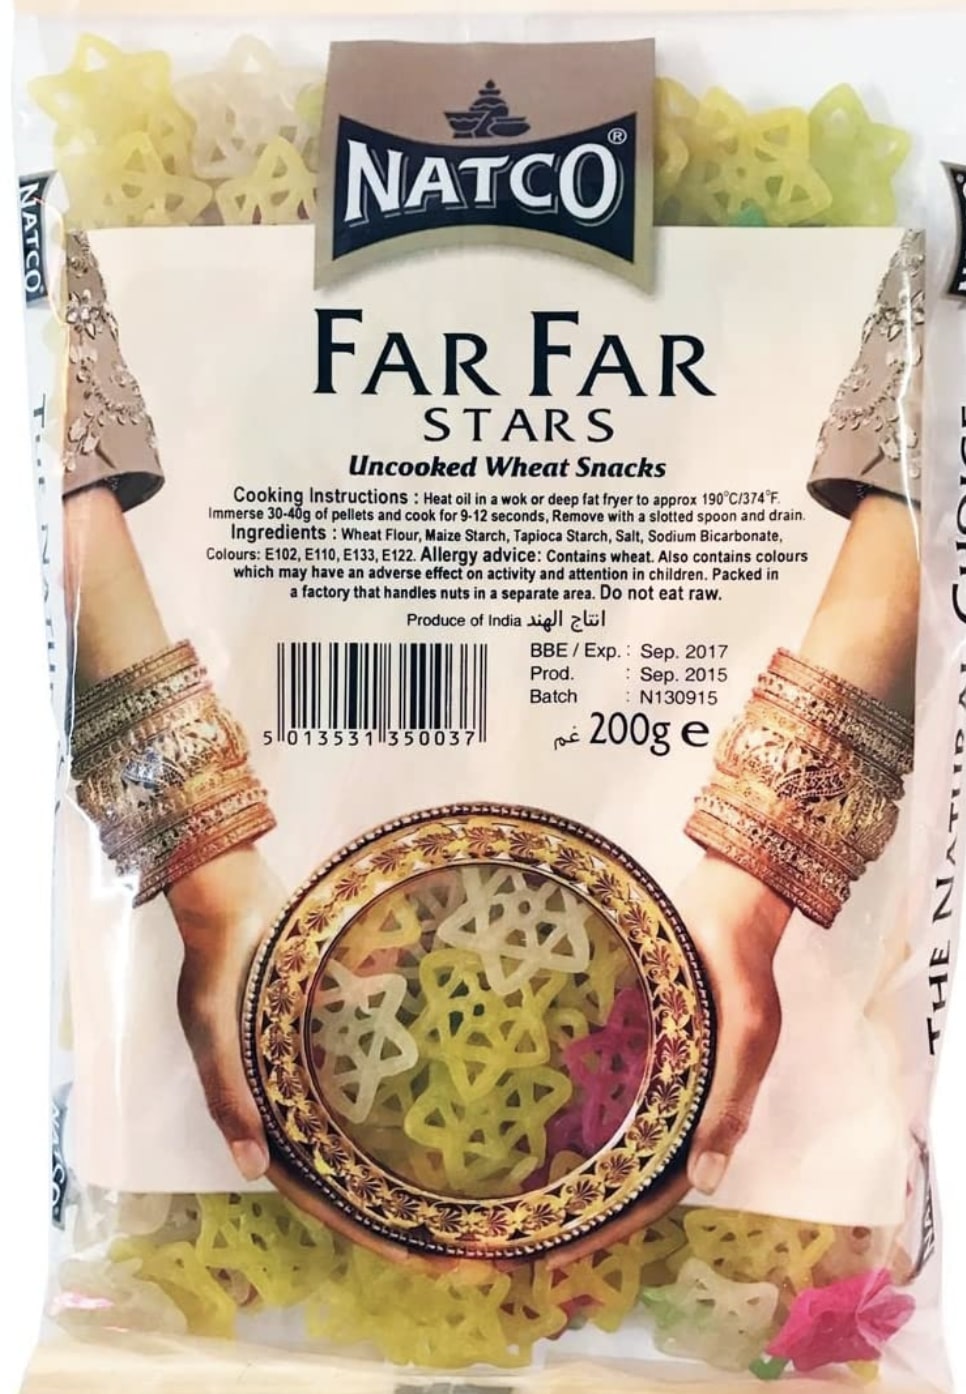 NATCO®
FAR FAR
STARS
Uncooked Wheat Snacks
Cooking Instructions : Heat oil in a wok or deep fat fryer to approx 190°C/374°F.
Immerse 30-40g of pellets and cook for 9-12 seconds, Remove with a slotted spoon and drain.
Ingredients : Wheat Flour, Maize Starch, Tapioca Starch, Salt, Sodium Bicarbonate,
Colours: E102, E110, E133, E122. Allergy advice: Contains wheat. Also contains colours
which may have an adverse effect on activity and attention in children. Packed in
a factory that handles nuts in a separate area. Do not eat raw.
Produce of India انتاج الهند
BBE / Exp. : Sep. 2017
Prod. : Sep. 2015
Batch : N130915
5 013531 350037
200g e غم
NATCO
THE NATURAL CHOICE